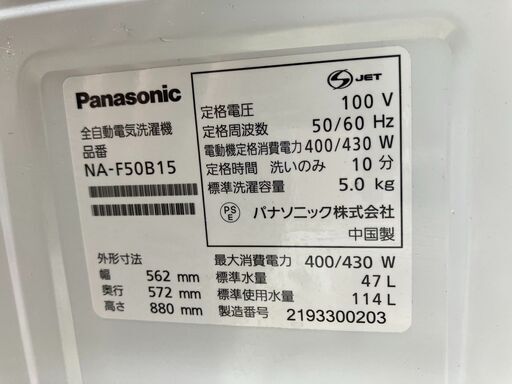 Panasonic
全自動電気洗濯機
品番
NA-F50B15
外形寸法
幅 562 mm
奥行 572 mm
高さ 880 mm
S JET
定格電圧 100 V
定格周波数 50/60 Hz
電動機定格消費電力 400/430 W
定格時間 洗いのみ 10 分
標準洗濯容量 5.0 kg
PS E パナソニック株式会社
中国製
最大消費電力 400/430 W
標準水量 47 L
標準使用水量 114 L
製造番号 2193300203